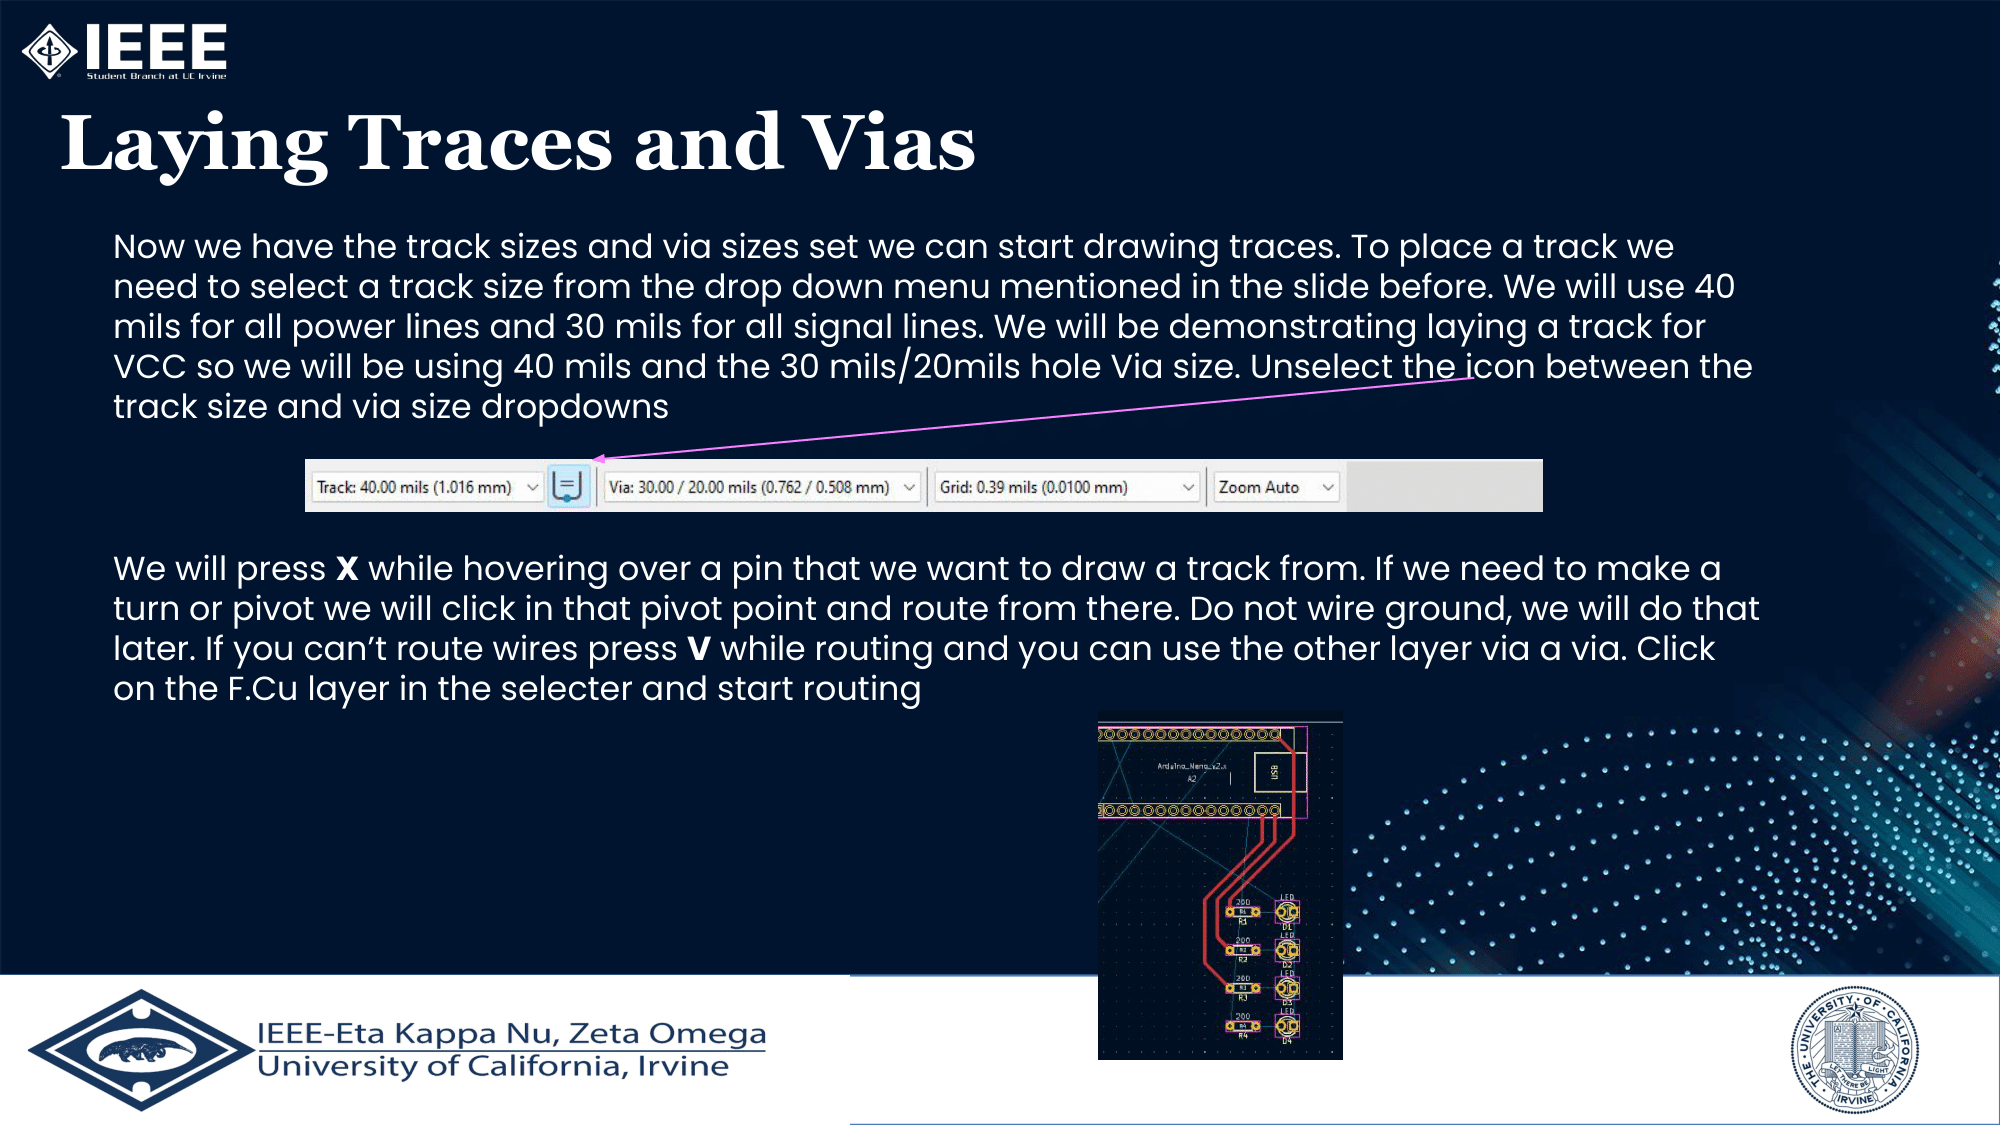 IEEE
Student Branch at UC Irvine
Laying Traces and Vias
Now we have the track sizes and via sizes set we can start drawing traces. To place a track we
need to select a track size from the drop down menu mentioned in the slide before. We will use 40
mils for all power lines and 30 mils for all signal lines. We will be demonstrating laying a track for
VCC so we will be using 40 mils and the 30 mils/20mils hole Via size. Unselect the icon between the
track size and via size dropdowns
Track: 40.00 mils (1.016 mm) Via: 30.00 / 20.00 mils (0.762 / 0.508 mm) Grid: 0.39 mils (0.0100 mm) Zoom Auto
We will press X while hovering over a pin that we want to draw a track from. If we need to make a
turn or pivot we will click in that pivot point and route from there. Do not wire ground, we will do that
later. If you can’t route wires press V while routing and you can use the other layer via a via. Click
on the F.Cu layer in the selecter and start routing
Arduino_Nano_v2.x
A2
USB
LED
200
R1 D1
LED
200
R2 D2
LED
200
R3 D3
LED
200
R4 D4
IEEE-Eta Kappa Nu, Zeta Omega
University of California, Irvine
THE UNIVERSITY OF CALIFORNIA
LET THERE BE LIGHT
IRVINE